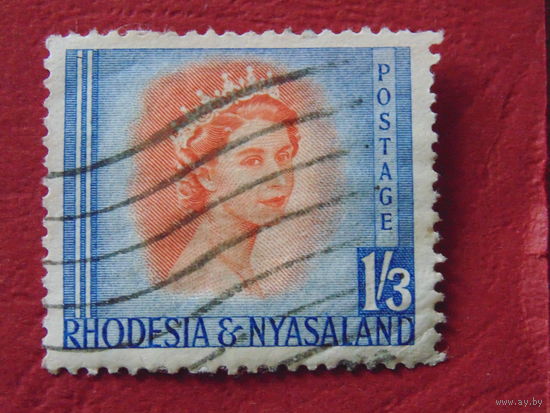 POSTAGE
1/3
RHODESIA & NYASALAND
www.ay.by